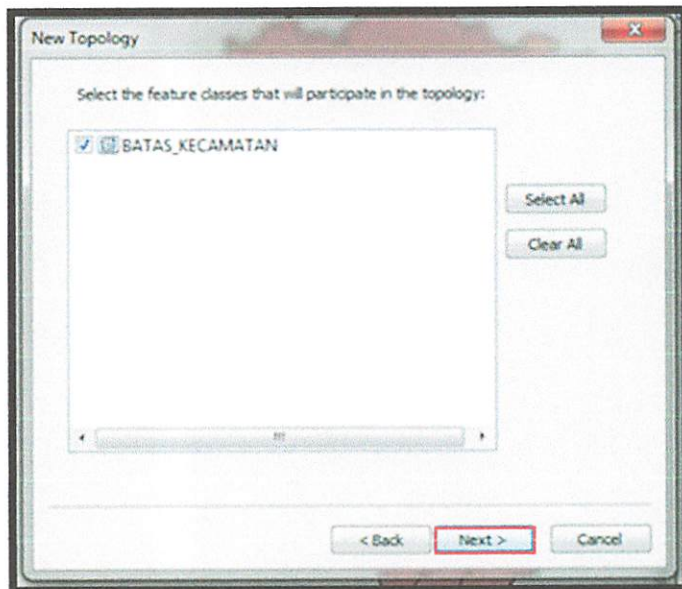 New Topology
Select the feature classes that will participate in the topology:
BATAS_KECAMATAN
Select All
Clear All
< Back
Next >
Cancel